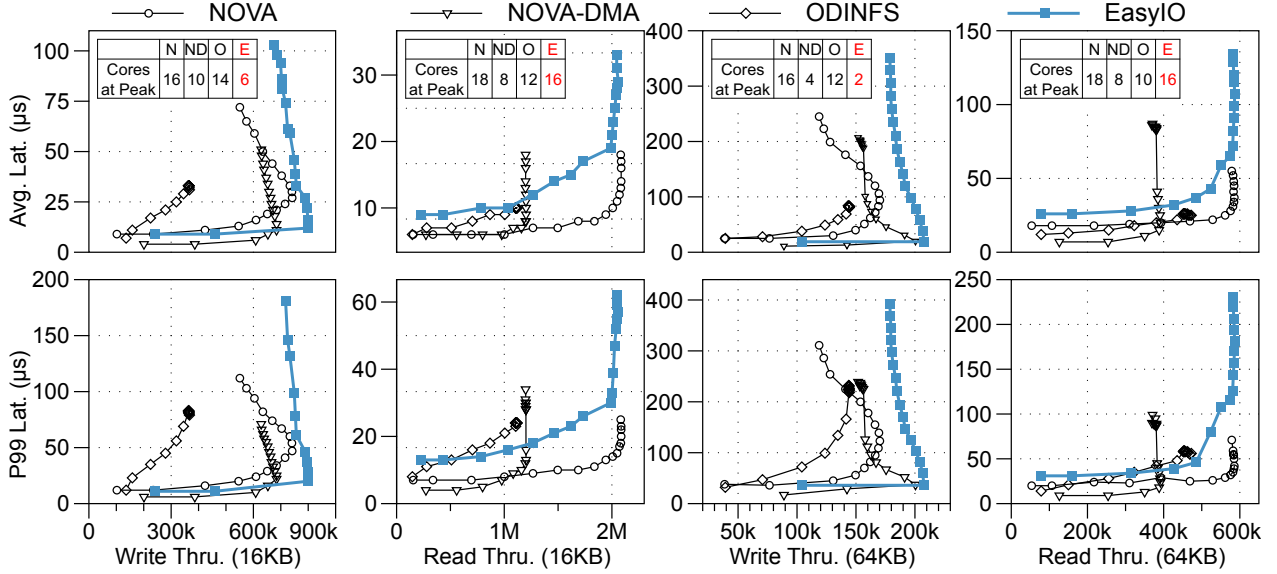 NOVA NOVA-DMA ODINFS EasyIO
Avg. Lat. (μs)
100
75
50
25
0
N ND O E
Cores at Peak 16 10 14 6
30
20
10
N ND O E
Cores at Peak 18 8 12 16
400
350
300
200
100
0
N ND O E
Cores at Peak 16 4 12 2
150
100
50
0
N ND O E
Cores at Peak 18 8 10 16
P99 Lat. (μs)
200
150
100
50
0
0 300k 600k 900k
Write Thru. (16KB)
60
40
20
0
0 1M 2M
Read Thru. (16KB)
400
300
200
100
0
50k 100k 150k 200k
Write Thru. (64KB)
250
200
150
100
50
0
0 200k 400k 600k
Read Thru. (64KB)